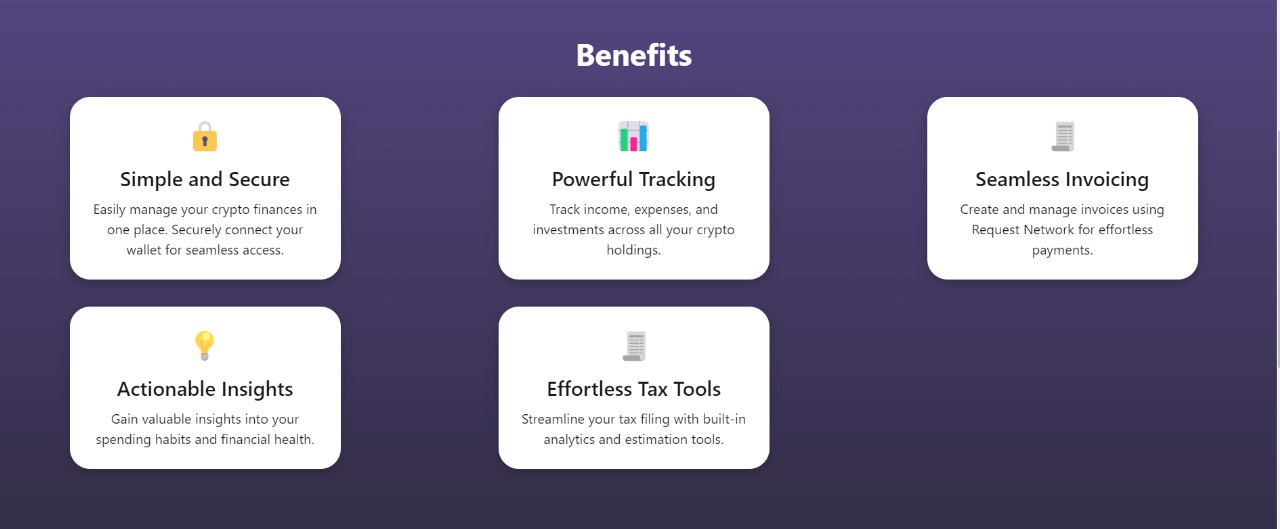 Benefits
Simple and Secure
Easily manage your crypto finances in
one place. Securely connect your
wallet for seamless access.
Powerful Tracking
Track income, expenses, and
investments across all your crypto
holdings.
Seamless Invoicing
Create and manage invoices using
Request Network for effortless
payments.
Actionable Insights
Gain valuable insights into your
spending habits and financial health.
Effortless Tax Tools
Streamline your tax filing with built-in
analytics and estimation tools.